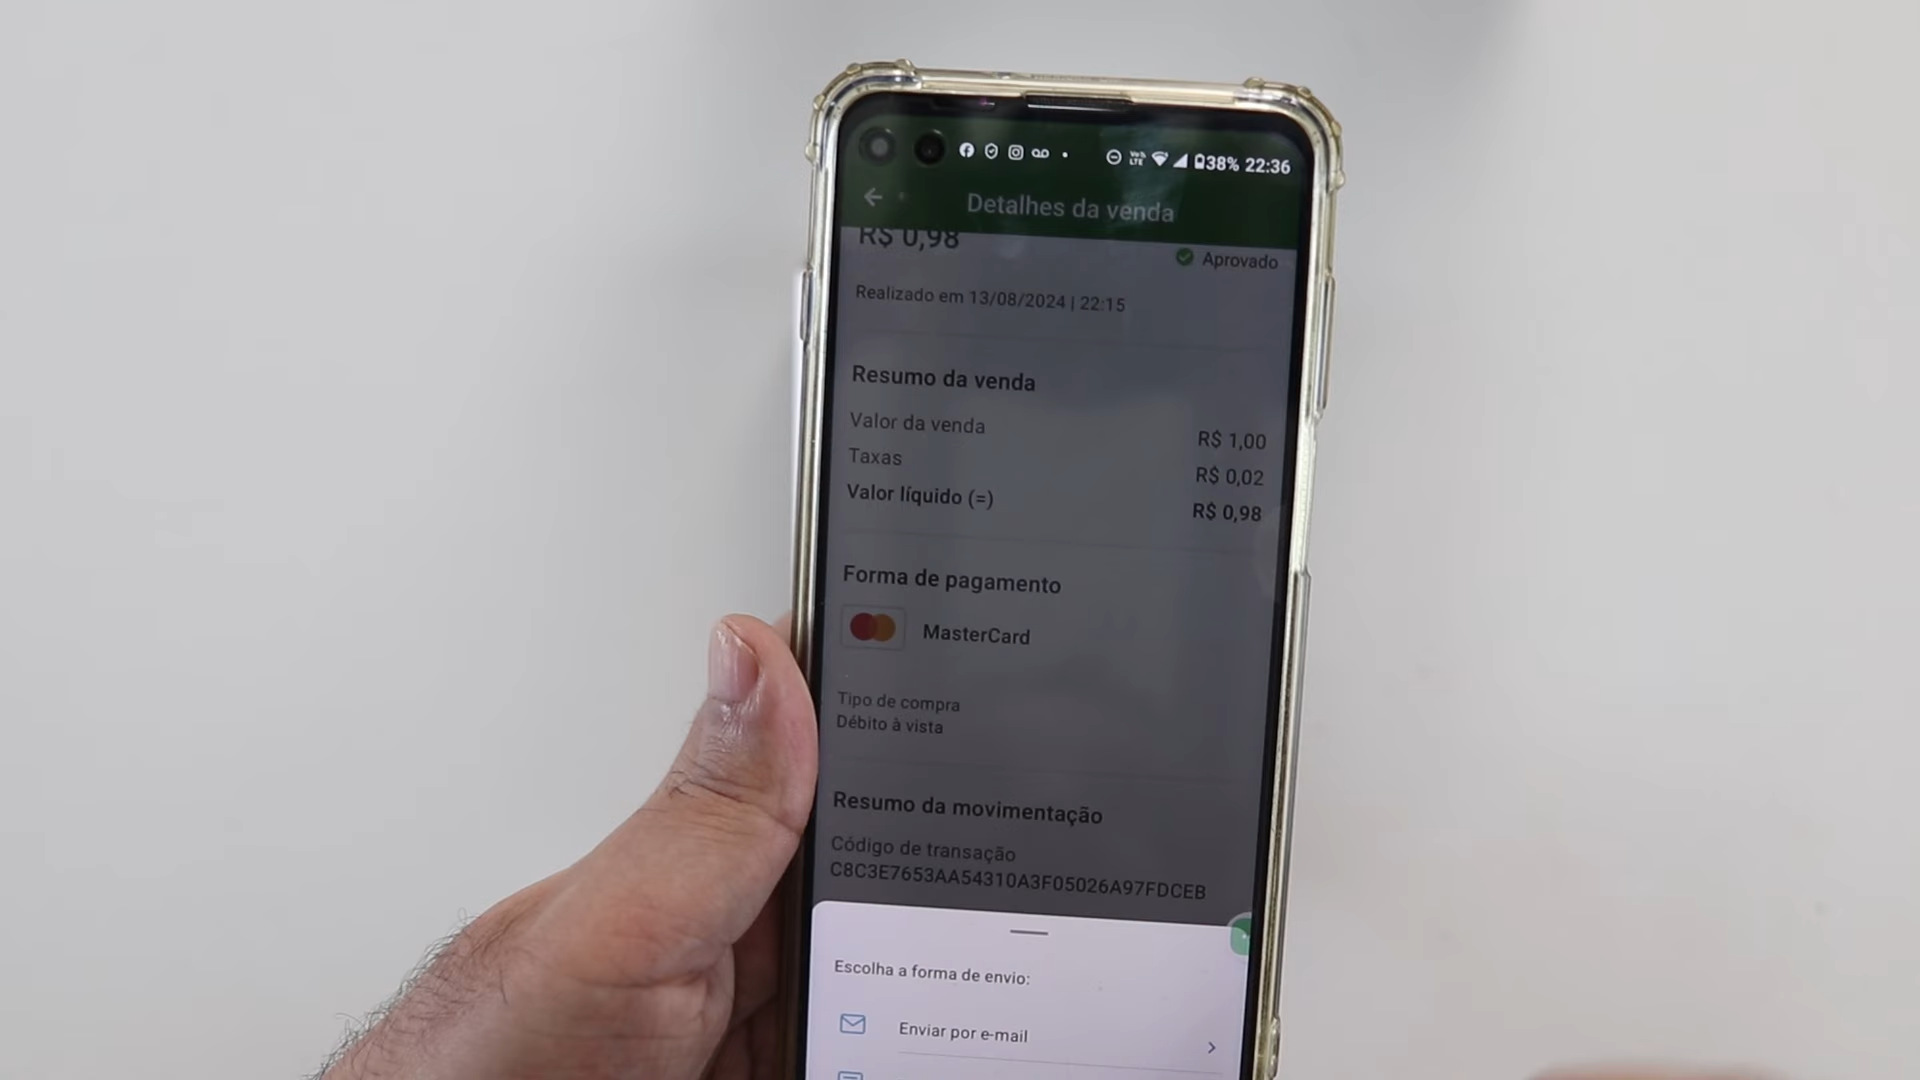 38% 22:36
Detalhes da venda
R$ 0,98
Aprovado
Realizado em 13/08/2024 | 22:15
Resumo da venda
Valor da venda R$ 1,00
Taxas R$ 0,02
Valor líquido (=) R$ 0,98
Forma de pagamento
MasterCard
Tipo de compra
Débito à vista
Resumo da movimentação
Código de transação
C8C3E7653AA54310A3F05026A97FDCEB
Escolha a forma de envio:
Enviar por e-mail